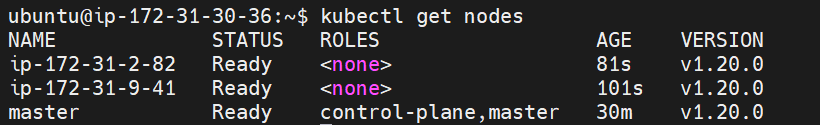 ubuntu@ip-172-31-30-36:~$ kubectl get nodes
NAME STATUS ROLES AGE VERSION
ip-172-31-2-82 Ready <none> 81s v1.20.0
ip-172-31-9-41 Ready <none> 101s v1.20.0
master Ready control-plane,master 30m v1.20.0